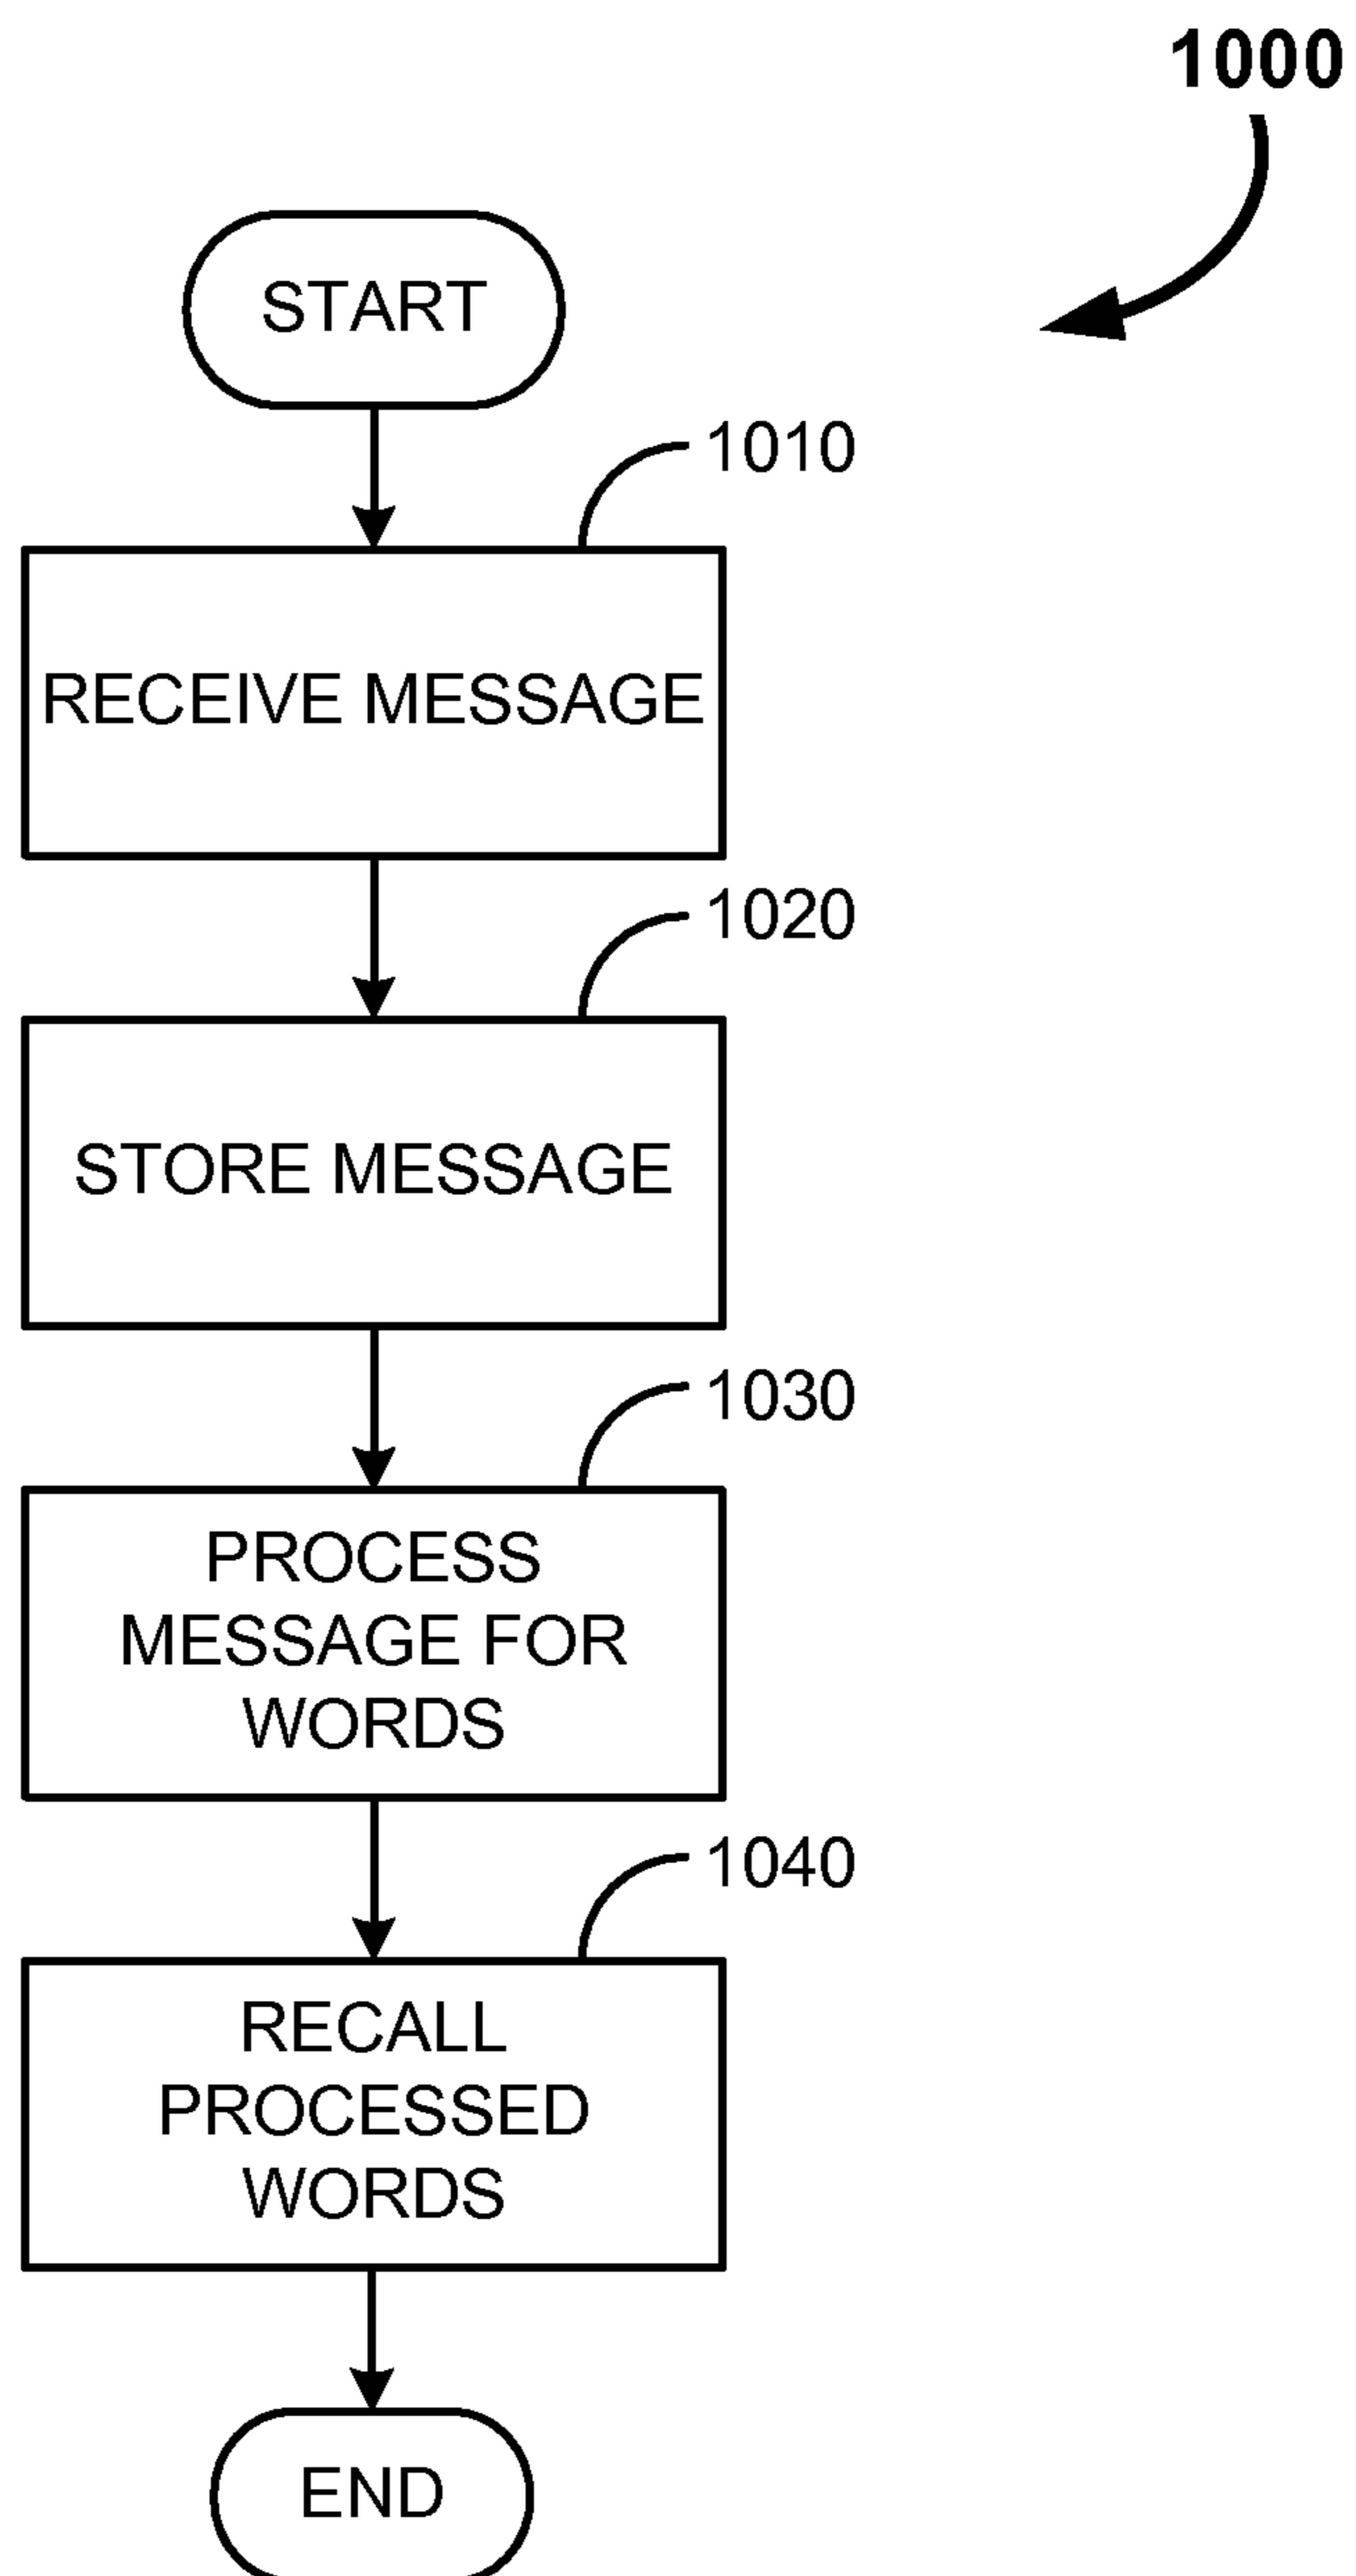 1000
START
1010
RECEIVE MESSAGE
1020
STORE MESSAGE
1030
PROCESS
MESSAGE FOR
WORDS
1040
RECALL
PROCESSED
WORDS
END